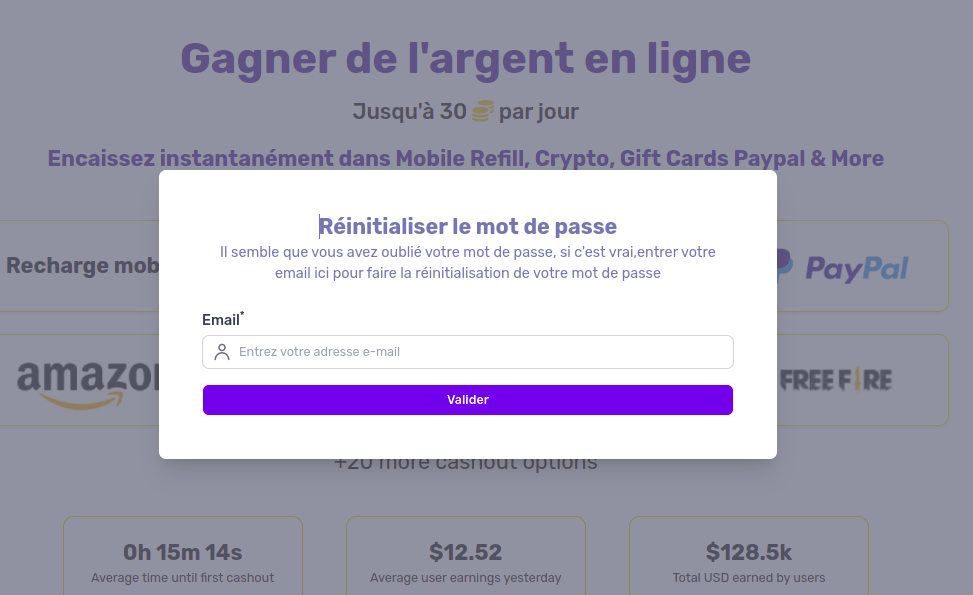 Gagner de l'argent en ligne
Jusqu'à 30 par jour
Encaissez instantanément dans Mobile Refill, Crypto, Gift Cards Paypal & More
Réinitialiser le mot de passe
Il semble que vous avez oublié votre mot de passe, si c'est vrai,entrer votre
email ici pour faire la réinitialisation de votre mot de passe
Recharge mob
PayPal
Email*
Entrez votre adresse e-mail
Valider
amazon
FREE FIRE
+20 more cashout options
0h 15m 14s
Average time until first cashout
$12.52
Average user earnings yesterday
$128.5k
Total USD earned by users